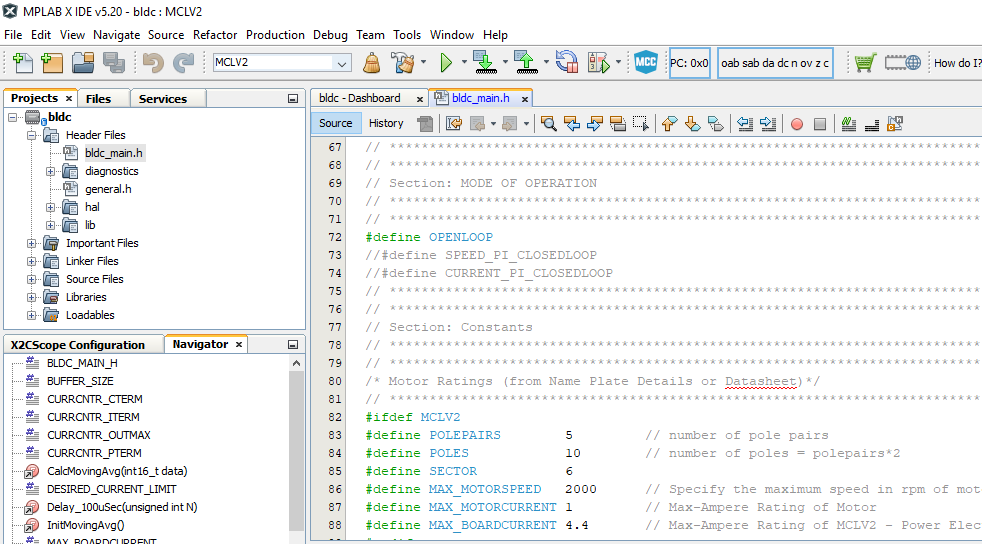 MPLAB X IDE v5.20 - bldc : MCLV2
File Edit View Navigate Source Refactor Production Debug Team Tools Window Help
MCLV2 MCC PC: 0x0 oab sab da dc n ov z c How do I?
Projects × Files Services
bldc
Header Files
bldc_main.h
diagnostics
general.h
hal
lib
Important Files
Linker Files
Source Files
Libraries
Loadables
X2CScope Configuration Navigator ×
BLDC_MAIN_H
BUFFER_SIZE
CURRCNTR_CTERM
CURRCNTR_ITERM
CURRCNTR_OUTMAX
CURRCNTR_PTERM
CalcMovingAvg(int16_t data)
DESIRED_CURRENT_LIMIT
Delay_100uSec(unsigned int N)
InitMovingAvg()
MAX_BOARDCURRENT
bldc - Dashboard × bldc_main.h ×
Source History
67 // **************************************************************************
68 // **************************************************************************
69 // Section: MODE OF OPERATION
70 // **************************************************************************
71 // **************************************************************************
72 #define OPENLOOP
73 //#define SPEED_PI_CLOSEDLOOP
74 //#define CURRENT_PI_CLOSEDLOOP
75 // **************************************************************************
76 // **************************************************************************
77 // Section: Constants
78 // **************************************************************************
79 // **************************************************************************
80 /* Motor Ratings (from Name Plate Details or Datasheet)*/
81 // **************************************************************************
82 #ifdef MCLV2
83 #define POLEPAIRS 5 // number of pole pairs
84 #define POLES 10 // number of poles = polepairs*2
85 #define SECTOR 6
86 #define MAX_MOTORSPEED 2000 // Specify the maximum speed in rpm of mot
87 #define MAX_MOTORCURRENT 1 // Max-Ampere Rating of Motor
88 #define MAX_BOARDCURRENT 4.4 // Max-Ampere Rating of MCLV2 - Power Elec